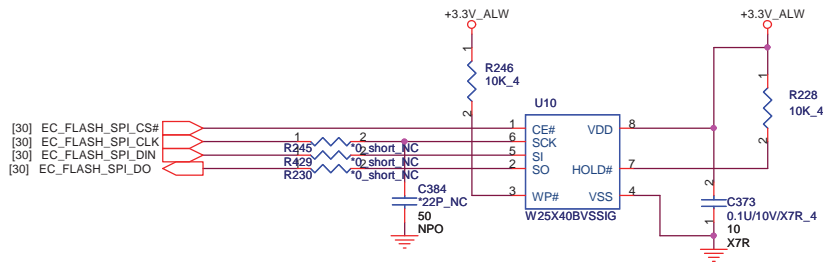 +3.3V_ALW
+3.3V_ALW
1
R246
10K_4
2
1
R228
10K_4
2
U10
[30] EC_FLASH_SPI_CS#
[30] EC_FLASH_SPI_CLK
[30] EC_FLASH_SPI_DIN
[30] EC_FLASH_SPI_DO
1 2
R245 *0_short_NC
R429 *0_short_NC
R230 *0_short_NC
1 CE# VDD 8
6 SCK
5 SI
2 SO HOLD# 7
3 WP# VSS 4
W25X40BVSSIG
C384
*22P_NC
50
NPO
2
C373
0.1U/10V/X7R_4
1
10
X7R